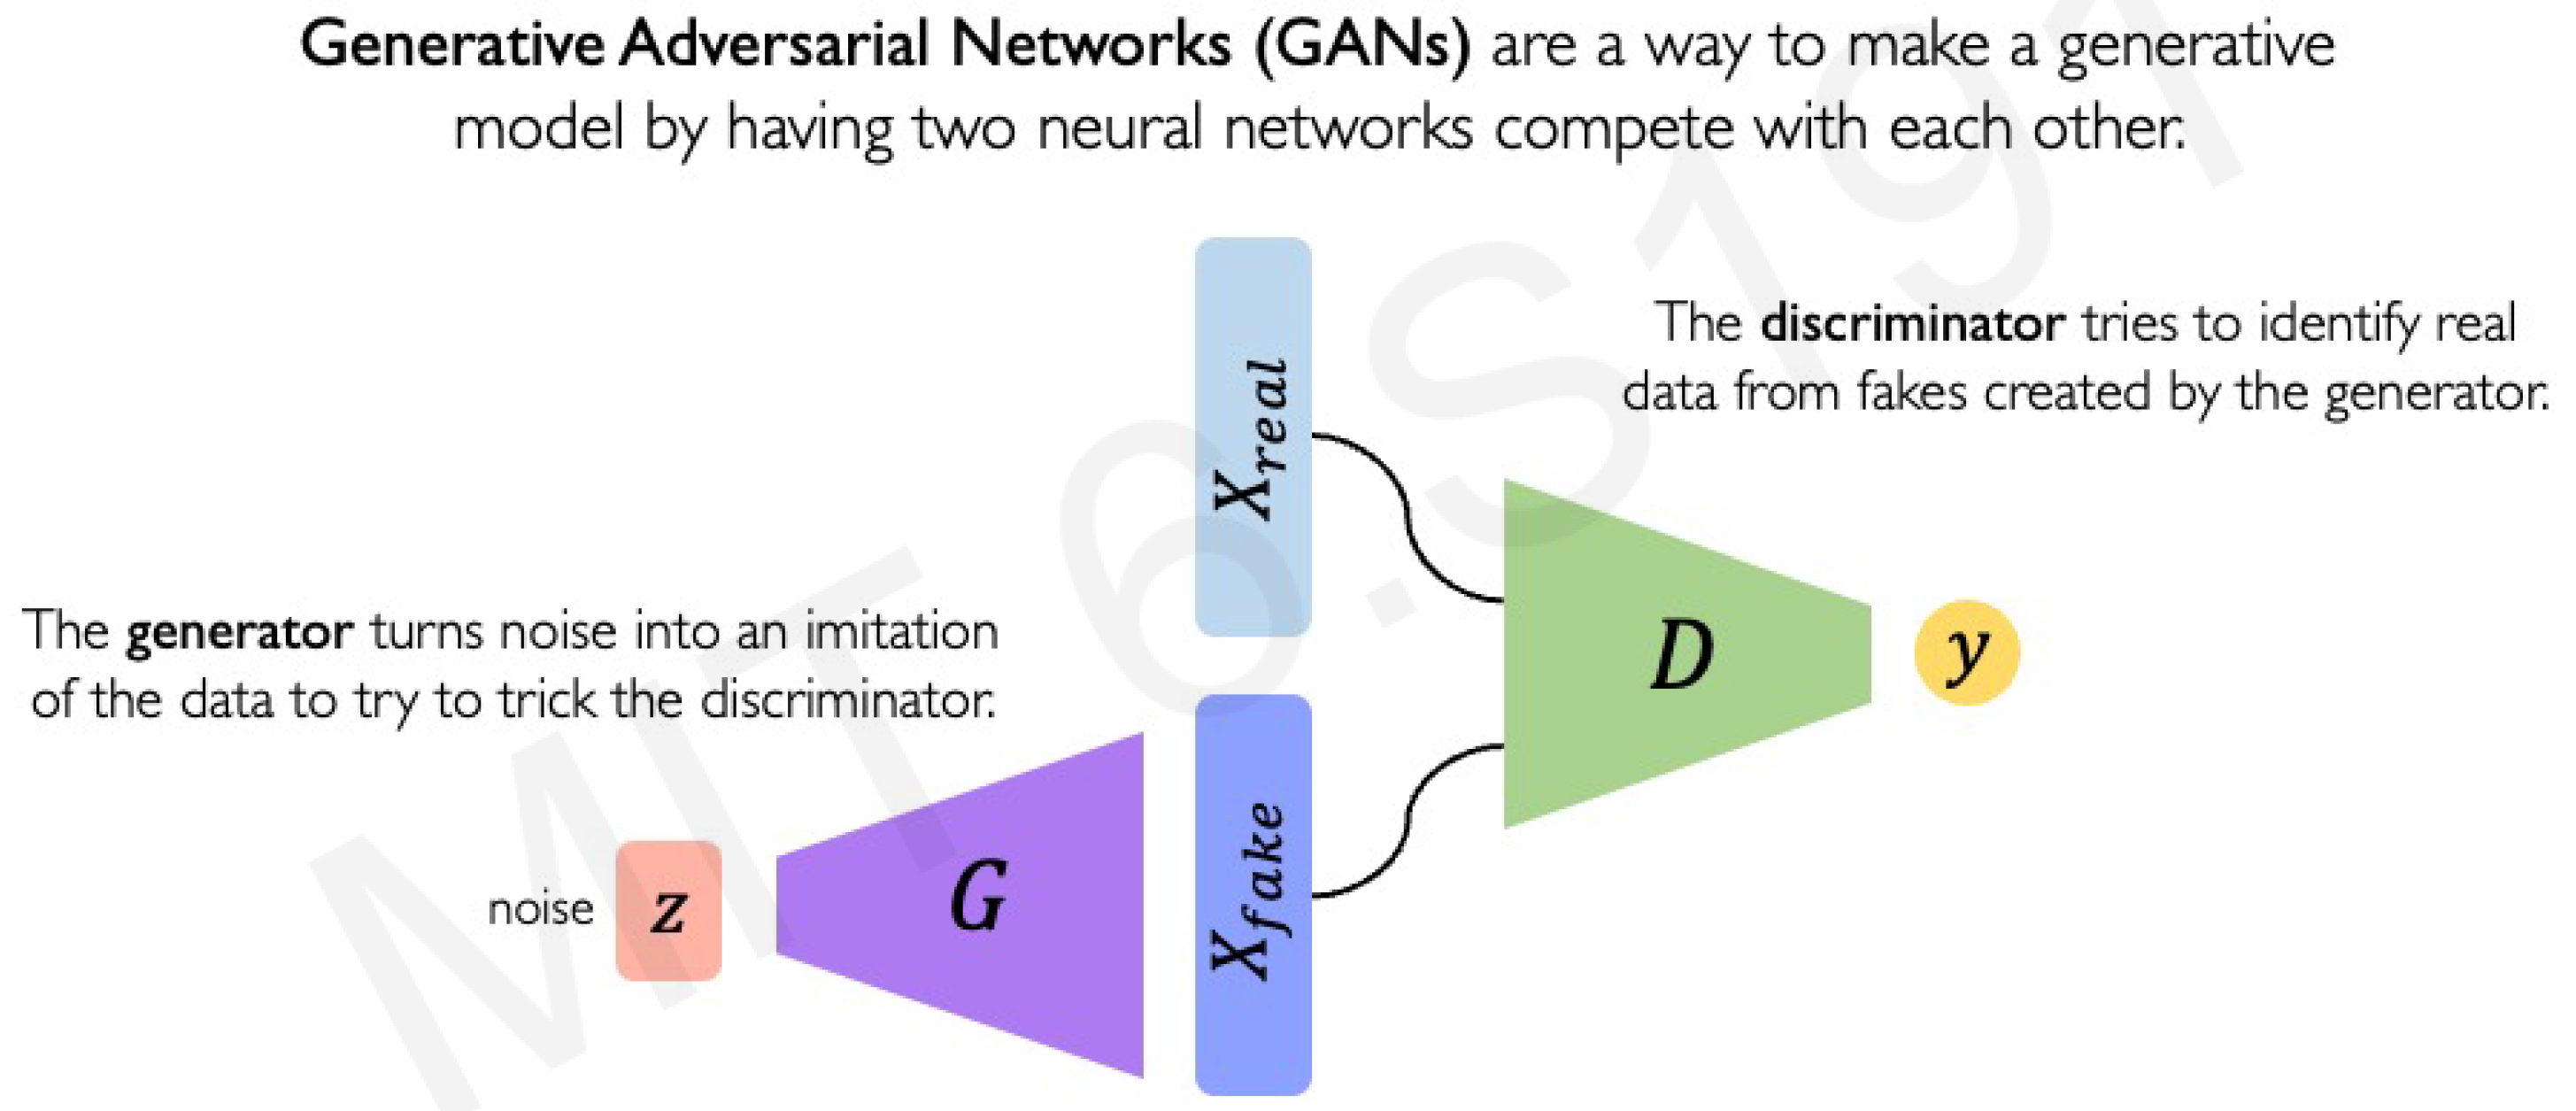 Generative Adversarial Networks (GANs) are a way to make a generative
model by having two neural networks compete with each other.
X_real
The discriminator tries to identify real
data from fakes created by the generator.
The generator turns noise into an imitation
of the data to try to trick the discriminator.
D
y
noise
z
G
X_fake
MIT 6.S191